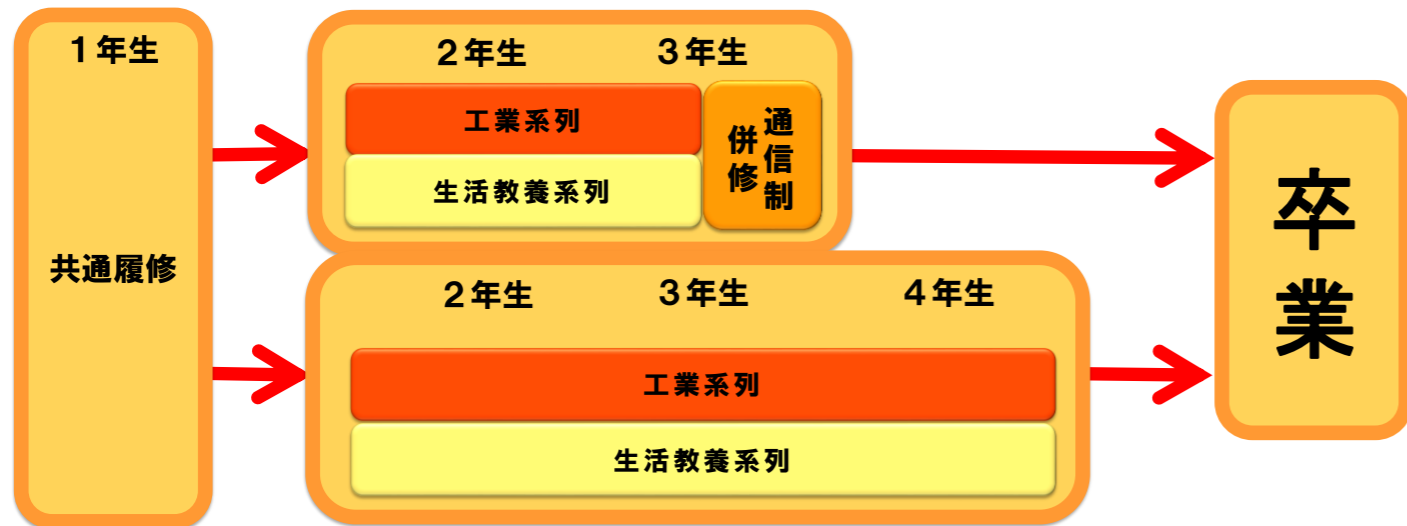 １年生
共通履修
２年生
３年生
工業系列
生活教養系列
通信制
併修
２年生
３年生
４年生
工業系列
生活教養系列
卒業